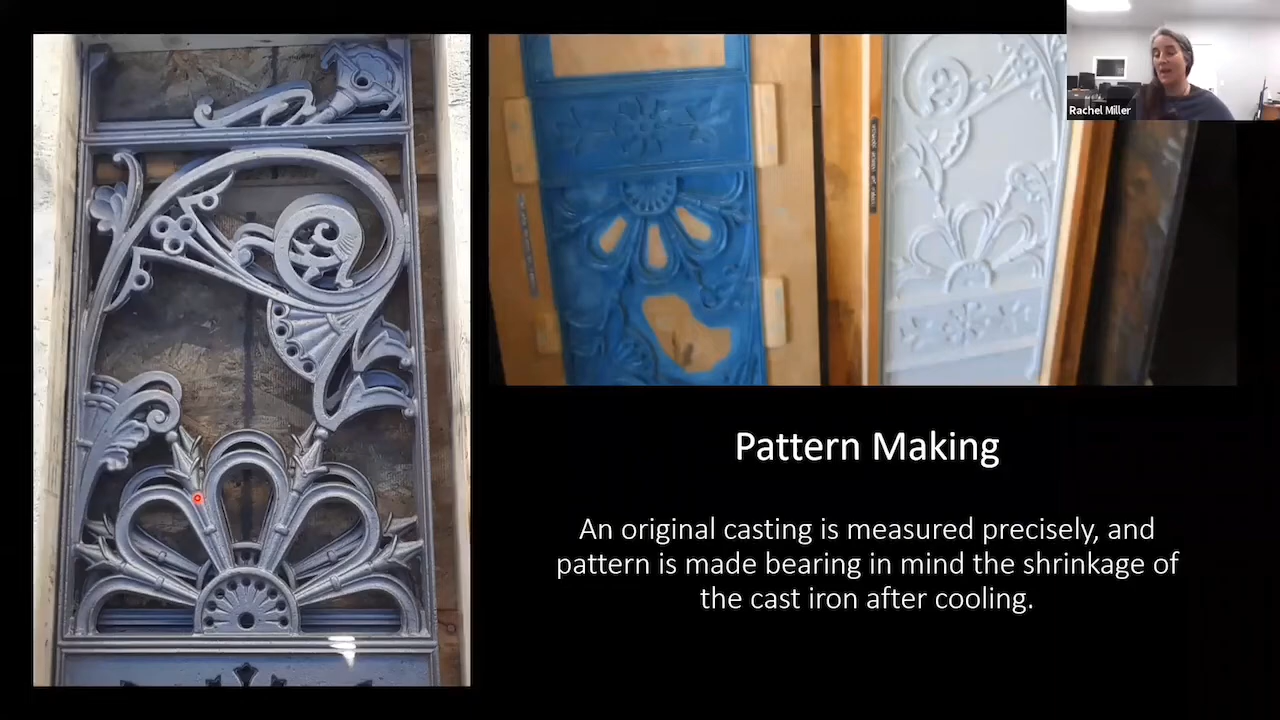 Rachel Miller
Pattern Making
An original casting is measured precisely, and
pattern is made bearing in mind the shrinkage of
the cast iron after cooling.